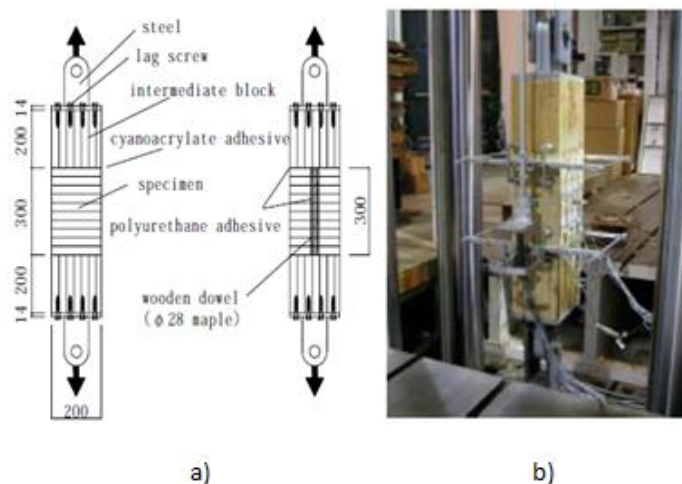 steel
lag screw
intermediate block
cyanoacrylate adhesive
specimen
polyurethane adhesive
wooden dowel
(φ28 maple)
14
200
300
200
14
200
300
a)
b)